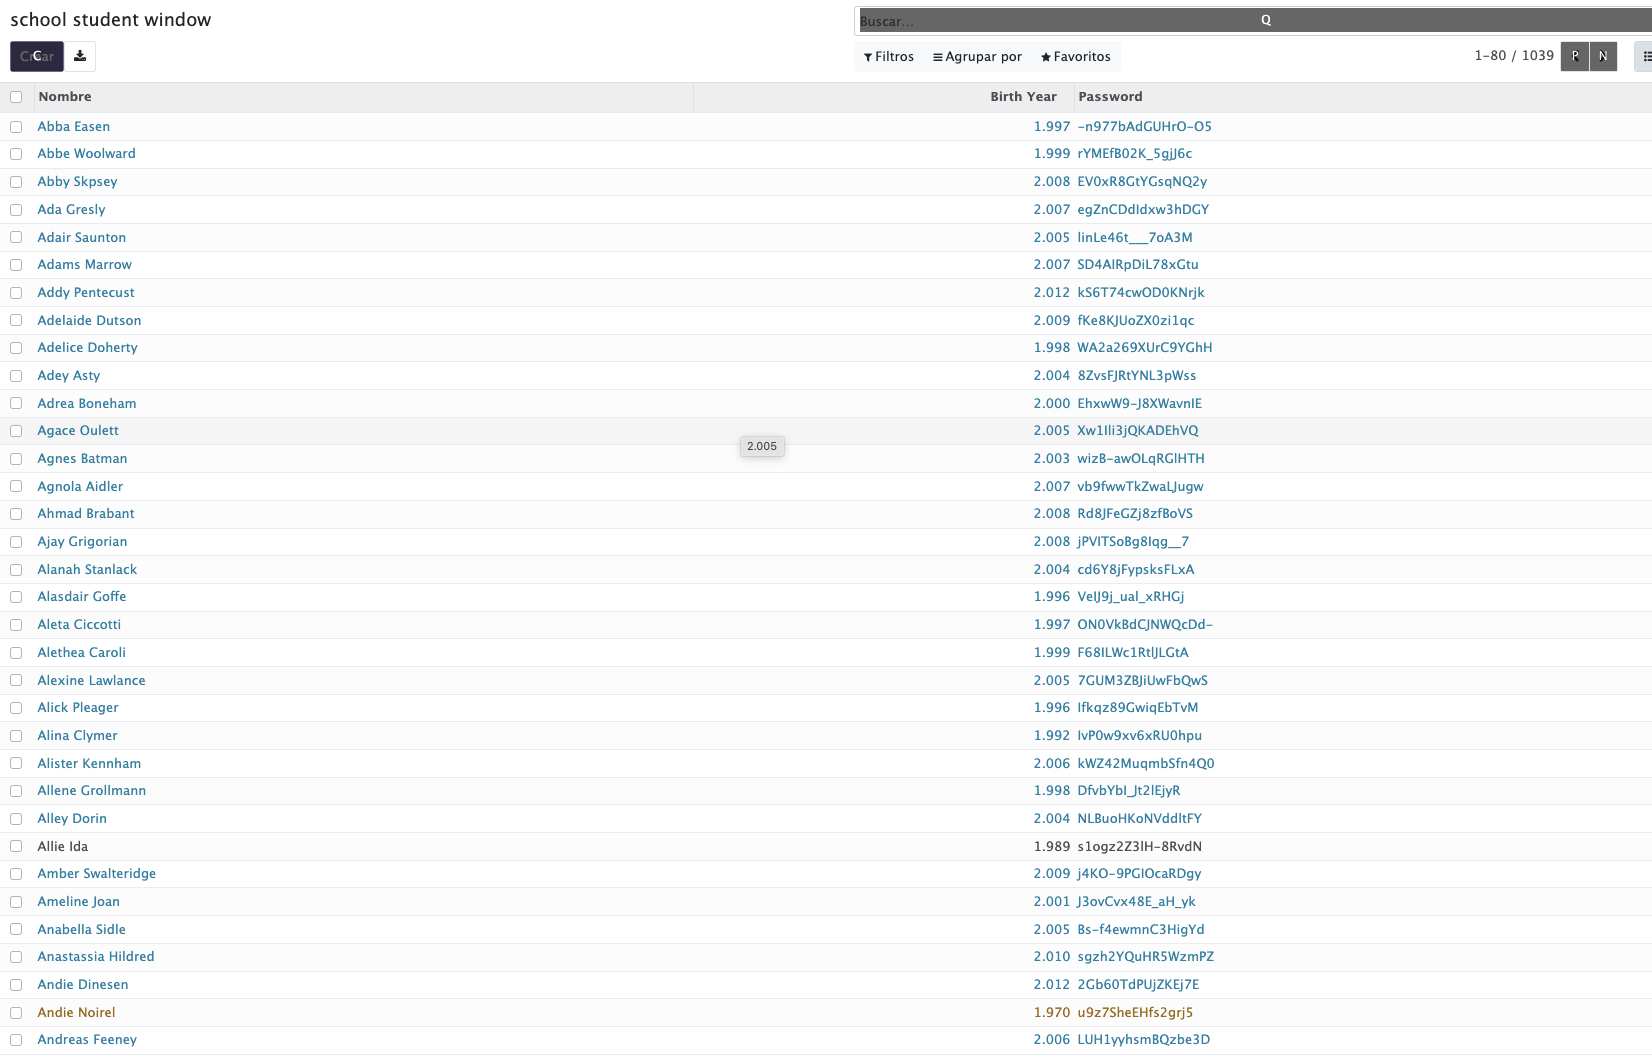 school student window
Buscar... Q
Crear C
Filtros Agrupar por Favoritos 1-80 / 1039 P N
Nombre Birth Year Password
Abba Easen 1.997 -n977bAdGUHrO-O5
Abbe Woolward 1.999 rYMEfB02K_5gjJ6c
Abby Skpsey 2.008 EV0xR8GtYGsqNQ2y
Ada Gresly 2.007 egZnCDdIdxw3hDGY
Adair Saunton 2.005 linLe46t___7oA3M
Adams Marrow 2.007 SD4AIRpDiL78xGtu
Addy Pentecust 2.012 kS6T74cwOD0KNrjk
Adelaide Dutson 2.009 fKe8KJUoZX0zi1qc
Adelice Doherty 1.998 WA2a269XUrC9YGhH
Adey Asty 2.004 8ZvsFJRtYNL3pWss
Adrea Boneham 2.000 EhxwW9-J8XWavnIE
Agace Oulett 2.005 Xw1Ili3jQKADEhVQ
2.005
Agnes Batman 2.003 wizB-awOLqRGlHTH
Agnola Aidler 2.007 vb9fwwTkZwaLJugw
Ahmad Brabant 2.008 Rd8JFeGZj8zfBoVS
Ajay Grigorian 2.008 jPVITSoBg8Iqg__7
Alanah Stanlack 2.004 cd6Y8jFypsksFLxA
Alasdair Goffe 1.996 VeIJ9j_ual_xRHGj
Aleta Ciccotti 1.997 ON0VkBdCJNWQcDd-
Alethea Caroli 1.999 F68ILWc1RtlJLGtA
Alexine Lawlance 2.005 7GUM3ZBJiUwFbQwS
Alick Pleager 1.996 Ifkqz89GwiqEbTvM
Alina Clymer 1.992 IvP0w9xv6xRU0hpu
Alister Kennham 2.006 kWZ42MuqmbSfn4Q0
Allene Grollmann 1.998 DfvbYbI_Jt2lEjyR
Alley Dorin 2.004 NLBuoHKoNVddltFY
Allie Ida 1.989 s1ogz2Z3lH-8RvdN
Amber Swalteridge 2.009 j4KO-9PGlOcaRDgy
Ameline Joan 2.001 J3ovCvx48E_aH_yk
Anabella Sidle 2.005 Bs-f4ewmnC3HigYd
Anastassia Hildred 2.010 sgzh2YQuHR5WzmPZ
Andie Dinesen 2.012 2Gb60TdPUjZKEj7E
Andie Noirel 1.970 u9z7SheEHfs2grj5
Andreas Feeney 2.006 LUH1yyhsmBQzbe3D